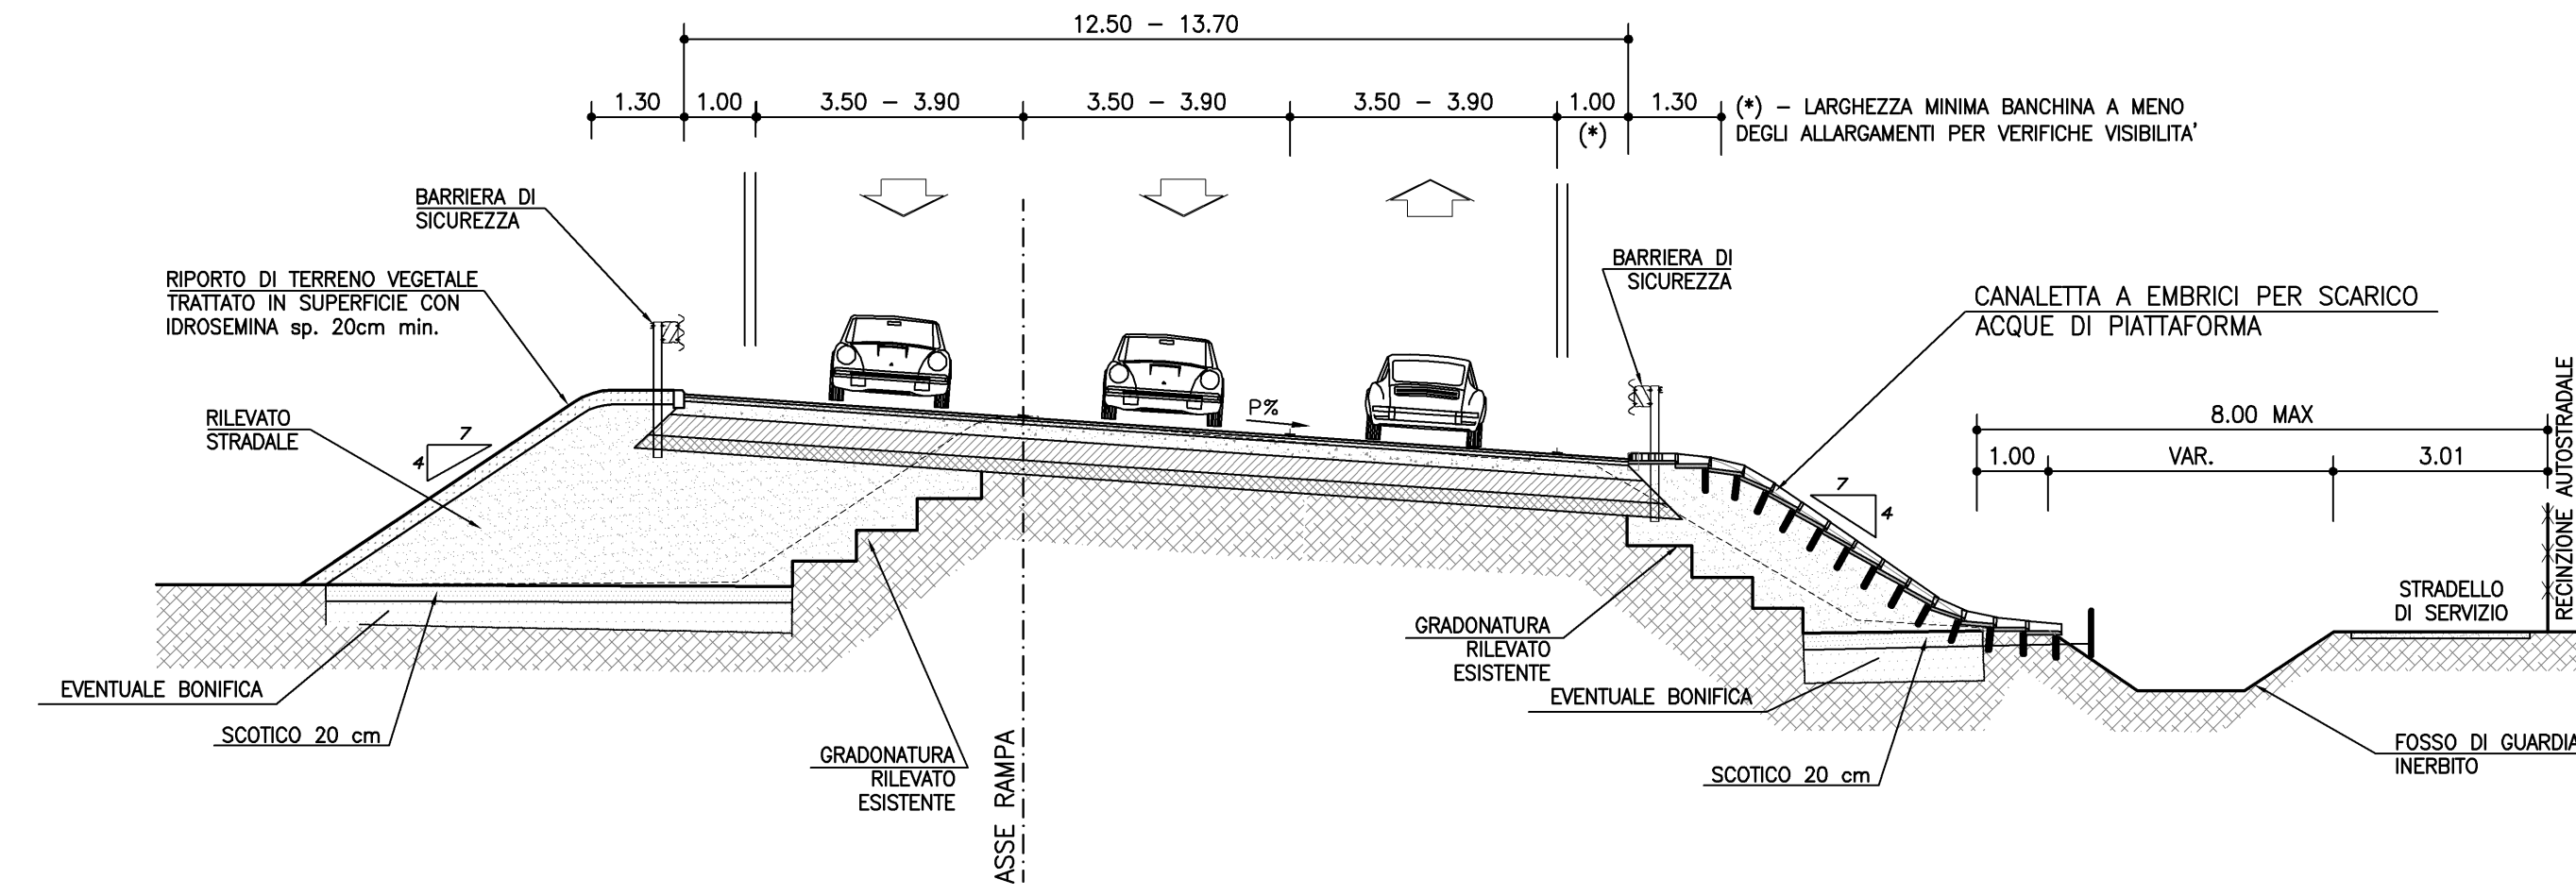 12.50 – 13.70
1.30
1.00
3.50 – 3.90
3.50 – 3.90
3.50 – 3.90
1.00
(*)
1.30
(*) – LARGHEZZA MINIMA BANCHINA A MENO
DEGLI ALLARGAMENTI PER VERIFICHE VISIBILITA'
BARRIERA DI
SICUREZZA
RIPORTO DI TERRENO VEGETALE
TRATTATO IN SUPERFICIE CON
IDROSEMINA sp. 20cm min.
RILEVATO
STRADALE
7
4
P%
BARRIERA DI
SICUREZZA
CANALETTA A EMBRICI PER SCARICO
ACQUE DI PIATTAFORMA
7
4
8.00 MAX
1.00
VAR.
3.01
RECINZIONE AUTOSTRADALE
STRADELLO
DI SERVIZIO
EVENTUALE BONIFICA
SCOTICO 20 cm
GRADONATURA
RILEVATO
ESISTENTE
ASSE RAMPA
GRADONATURA
RILEVATO
ESISTENTE
EVENTUALE BONIFICA
SCOTICO 20 cm
FOSSO DI GUARDIA
INERBITO